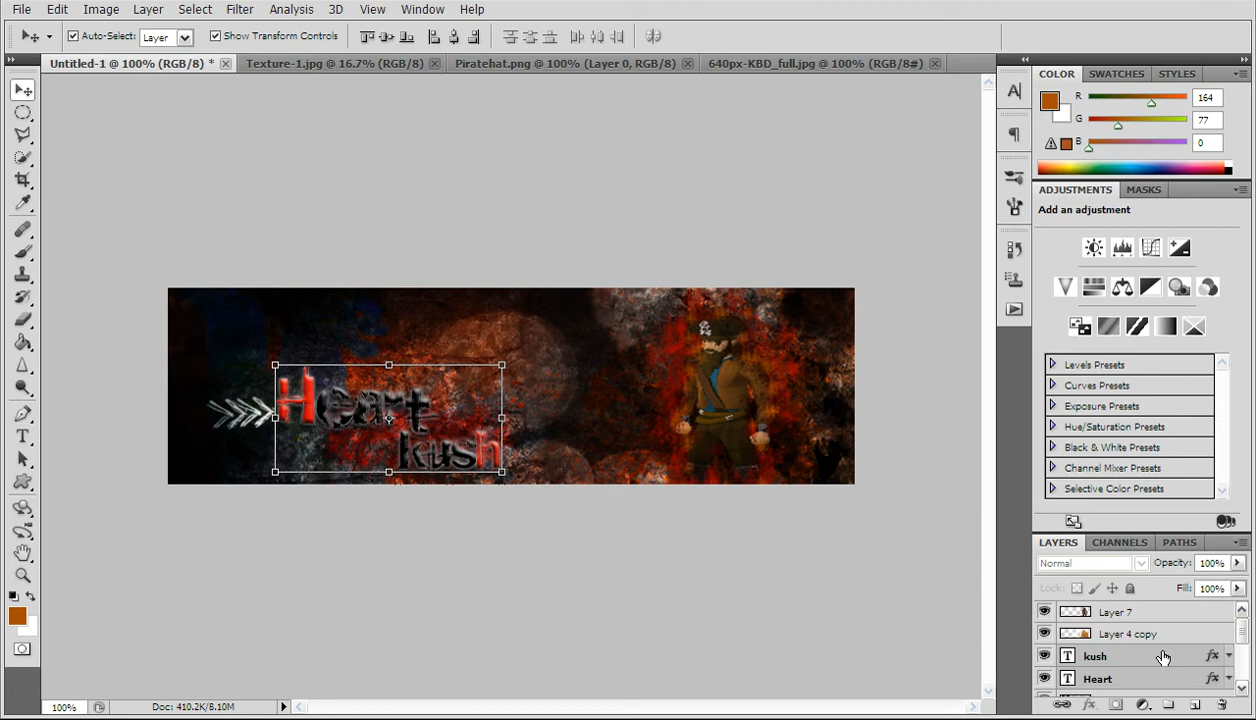 File Edit Image Layer Select Filter Analysis 3D View Window Help
Auto-Select: Layer Show Transform Controls
Untitled-1 @ 100% (RGB/8) * Texture-1.jpg @ 16.7% (RGB/8) Piratehat.png @ 100% (Layer 0, RGB/8) 640px-KBD_full.jpg @ 100% (RGB/8#)
COLOR SWATCHES STYLES
R 164
G 77
B 0
ADJUSTMENTS MASKS
Add an adjustment
Levels Presets
Curves Presets
Exposure Presets
Hue/Saturation Presets
Black & White Presets
Channel Mixer Presets
Selective Color Presets
Heart
kush
LAYERS CHANNELS PATHS
Normal Opacity: 100%
Lock: Fill: 100%
Layer 7
Layer 4 copy
T kush fx
T Heart fx
100% Doc: 410.2K/8.10M